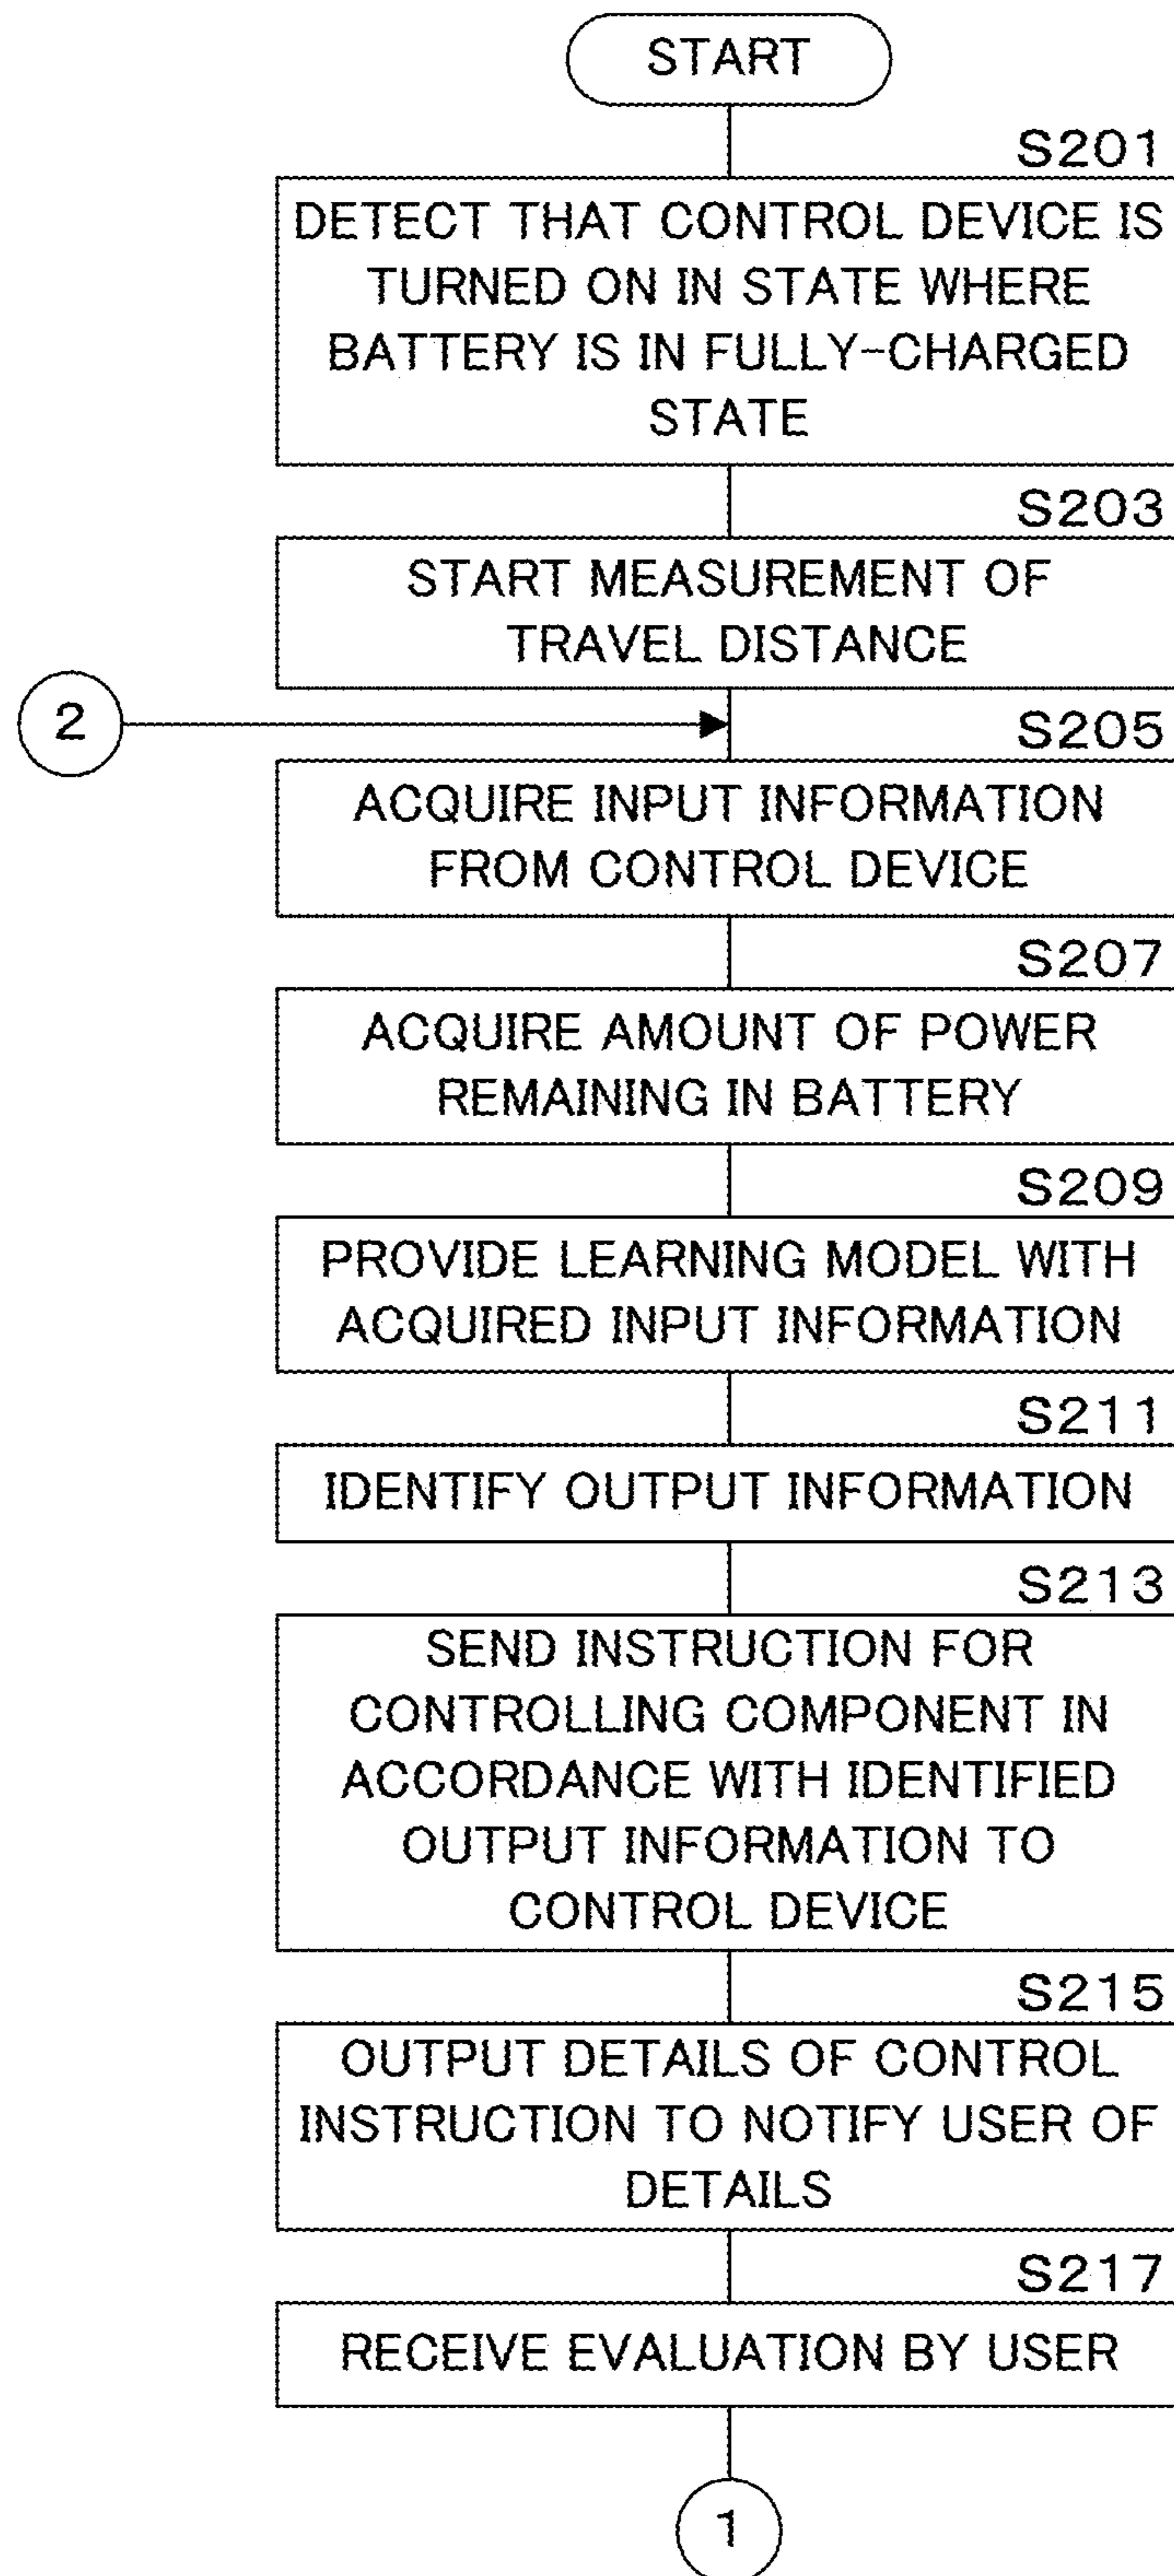 START
S201
DETECT THAT CONTROL DEVICE IS
TURNED ON IN STATE WHERE
BATTERY IS IN FULLY-CHARGED
STATE
S203
START MEASUREMENT OF
TRAVEL DISTANCE
2
S205
ACQUIRE INPUT INFORMATION
FROM CONTROL DEVICE
S207
ACQUIRE AMOUNT OF POWER
REMAINING IN BATTERY
S209
PROVIDE LEARNING MODEL WITH
ACQUIRED INPUT INFORMATION
S211
IDENTIFY OUTPUT INFORMATION
S213
SEND INSTRUCTION FOR
CONTROLLING COMPONENT IN
ACCORDANCE WITH IDENTIFIED
OUTPUT INFORMATION TO
CONTROL DEVICE
S215
OUTPUT DETAILS OF CONTROL
INSTRUCTION TO NOTIFY USER OF
DETAILS
S217
RECEIVE EVALUATION BY USER
1